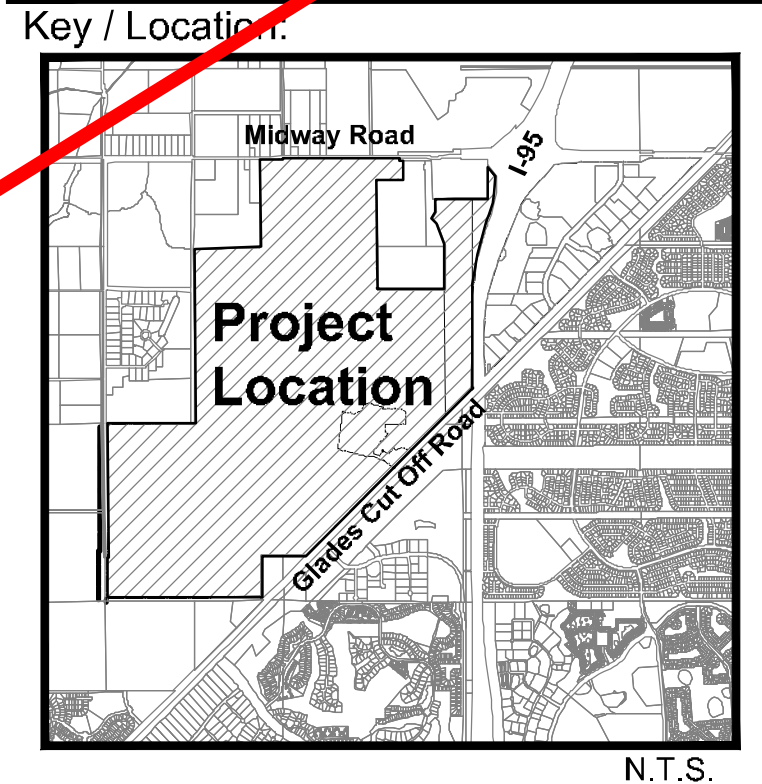 Key / Location:
Midway Road
I-95
Project
Location
Glades Cut Off Road
N.T.S.